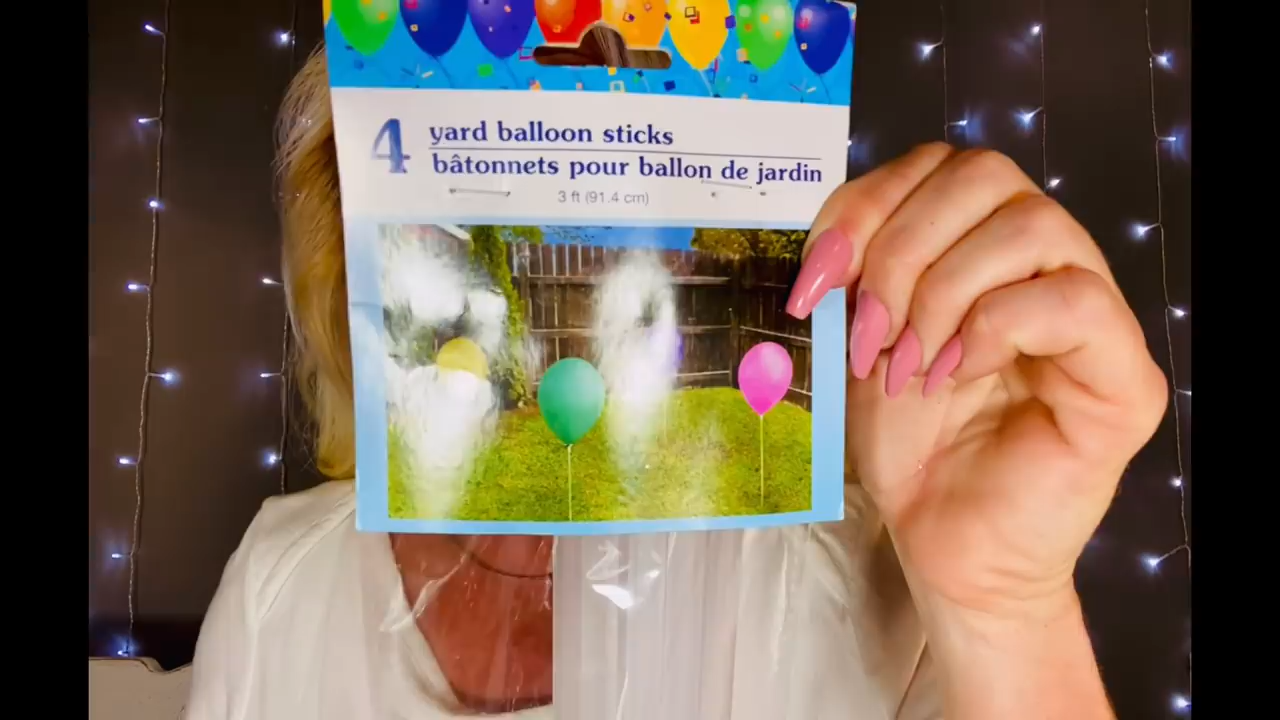 4 yard balloon sticks
bâtonnets pour ballon de jardin
3 ft (91.4 cm)